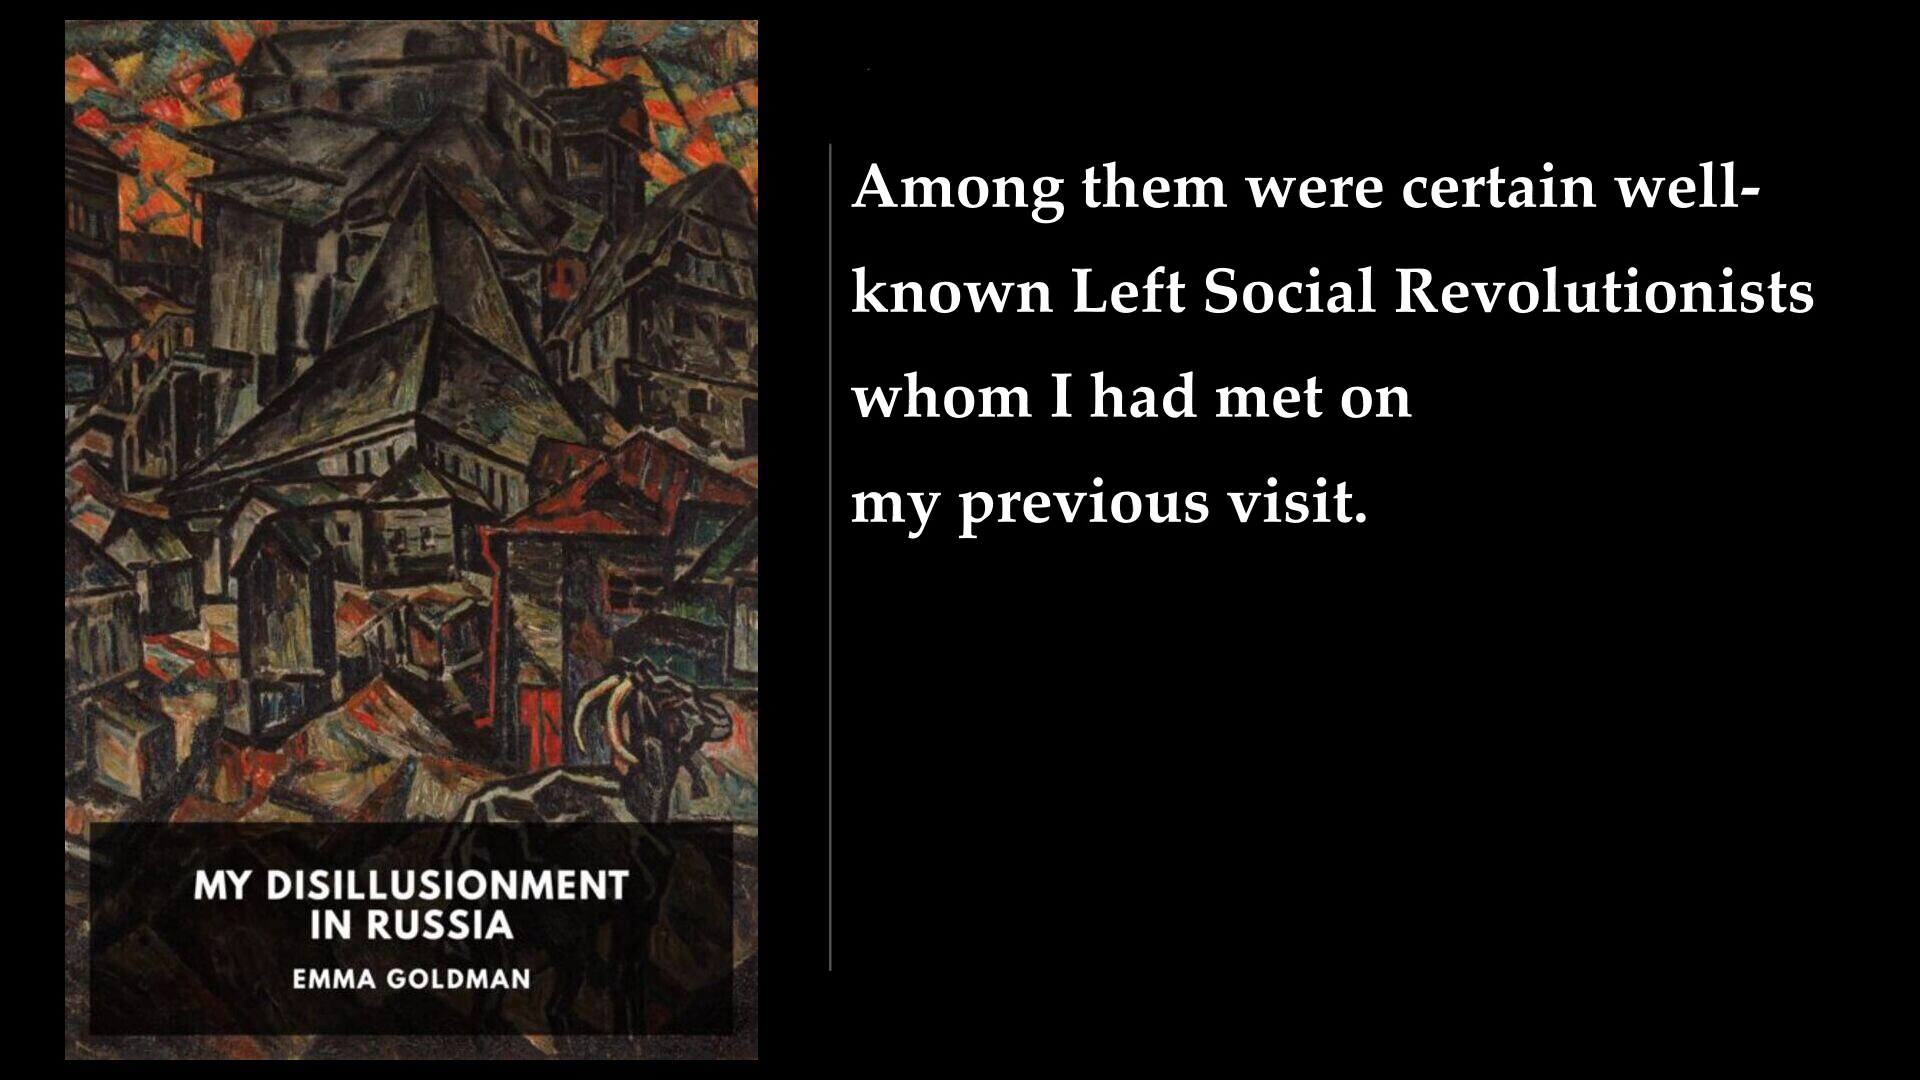 Among them were certain well-
known Left Social Revolutionists
whom I had met on
my previous visit.
MY DISILLUSIONMENT
IN RUSSIA
EMMA GOLDMAN